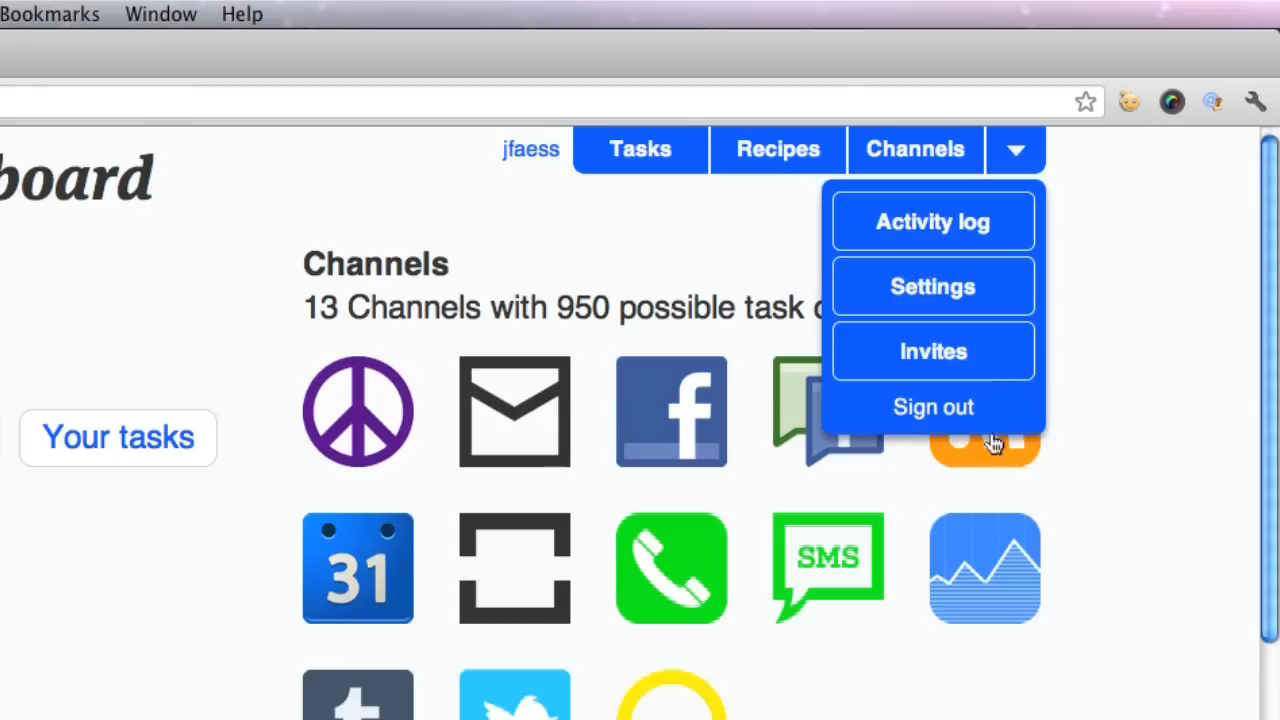 Bookmarks Window Help
board
jfaess Tasks Recipes Channels
Activity log
Settings
Invites
Sign out
Channels
13 Channels with 950 possible task
Your tasks
31
SMS